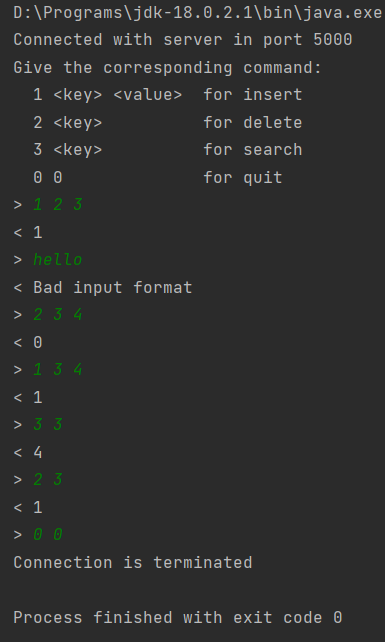 D:\Programs\jdk-18.0.2.1\bin\java.exe
Connected with server in port 5000
Give the corresponding command:
  1 <key> <value>  for insert
  2 <key>          for delete
  3 <key>          for search
  0 0              for quit
> 1 2 3
< 1
> hello
< Bad input format
> 2 3 4
< 0
> 1 3 4
< 1
> 3 3
< 4
> 2 3
< 1
> 0 0
Connection is terminated
Process finished with exit code 0